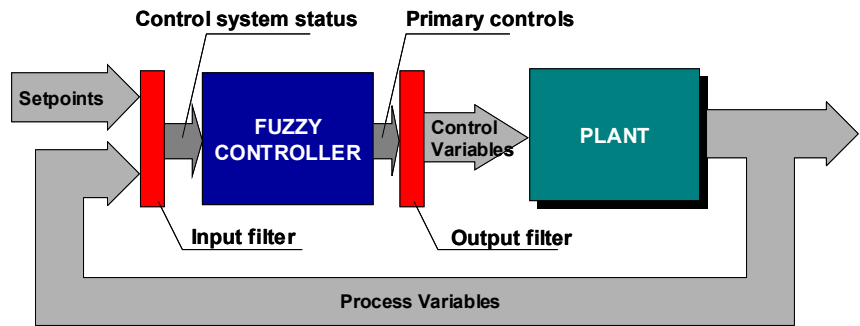 Control system status
Primary controls
Setpoints
FUZZY
CONTROLLER
Control
Variables
PLANT
Input filter
Output filter
Process Variables